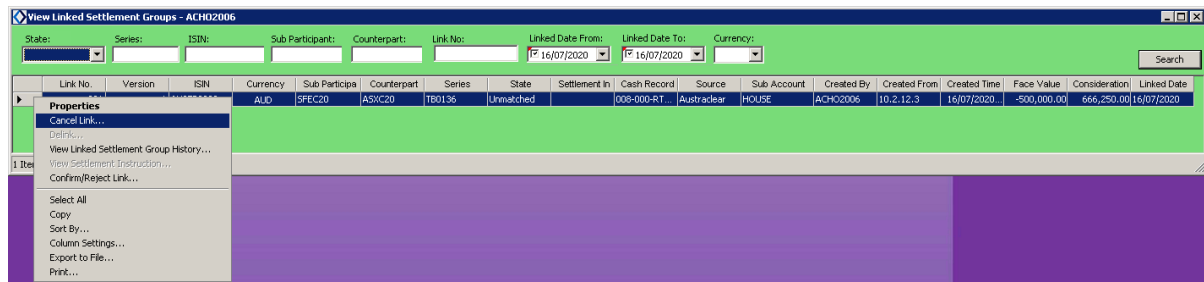 View Linked Settlement Groups - ACHO2006
State: Series: ISIN: Sub Participant: Counterpart: Link No: Linked Date From: Linked Date To: Currency:
16/07/2020 16/07/2020
Search
Link No. Version ISIN Currency Sub Participa Counterpart Series State Settlement In Cash Record Source Sub Account Created By Created From Created Time Face Value Consideration Linked Date
AUD SFEC20 ASXC20 TB0136 Unmatched 008-000-RT... Austraclear HOUSE ACHO2006 10.2.12.3 16/07/2020... -500,000.00 666,250.00 16/07/2020
Properties
Cancel Link...
Delink...
View Linked Settlement Group History...
1 Ite
View Settlement Instruction...
Confirm/Reject Link...
Select All
Copy
Sort By...
Column Settings...
Export to File...
Print...